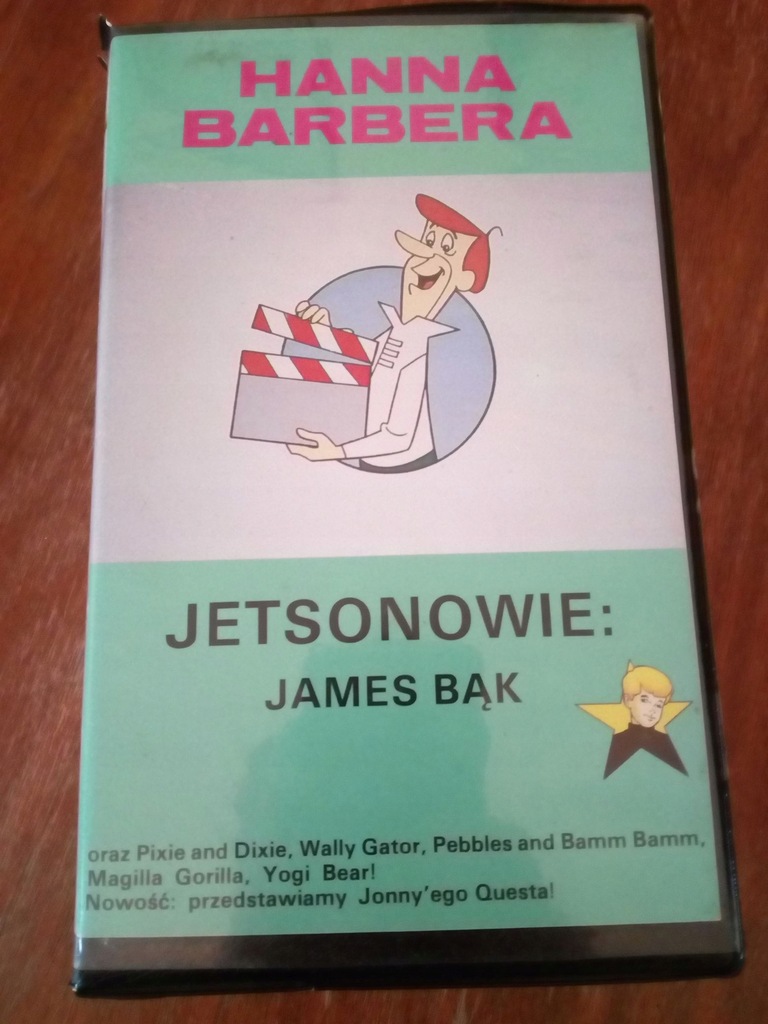 HANNA
BARBERA
JETSONOWIE:
JAMES BĄK
oraz Pixie and Dixie, Wally Gator, Pebbles and Bamm Bamm,
Magilla Gorilla, Yogi Bear!
Nowość: przedstawiamy Jonny'ego Questa!